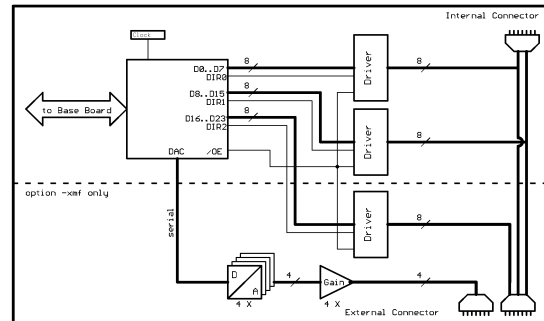 Internal Connector
Clock
D0..D7
8
DIR0
Driver
8
D8..D15
8
DIR1
to Base Board
D16..D23
8
DIR2
Driver
8
DAC
/OE
option -xmf only
serial
Driver
8
D
A
4 X
4
Gain
4 X
4
External Connector